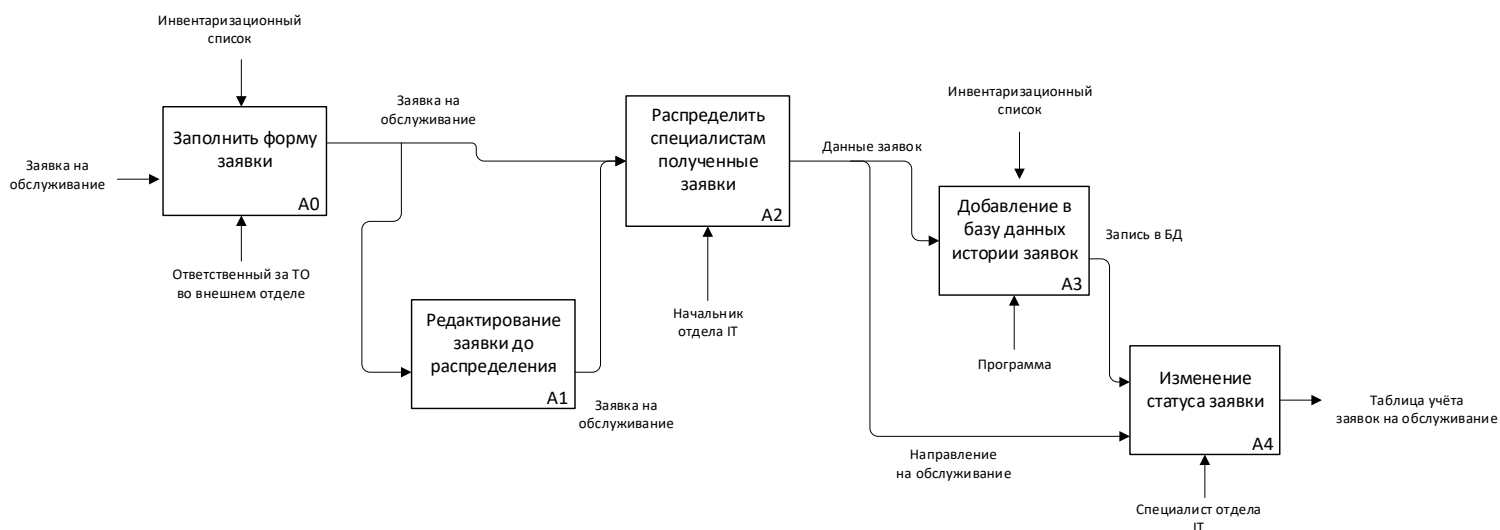 Инвентаризационный
список
Заполнить форму
заявки
A0
Заявка на
обслуживание
Ответственный за ТО
во внешнем отделе
Заявка на
обслуживание
Редактирование
заявки до
распределения
A1
Заявка на
обслуживание
Распределить
специалистам
полученные
заявки
A2
Начальник
отдела IT
Данные заявок
Инвентаризационный
список
Добавление в
базу данных
истории заявок
A3
Программа
Запись в БД
Направление
на обслуживание
Изменение
статуса заявки
A4
Специалист отдела
IT
Таблица учёта
заявок на обслуживание